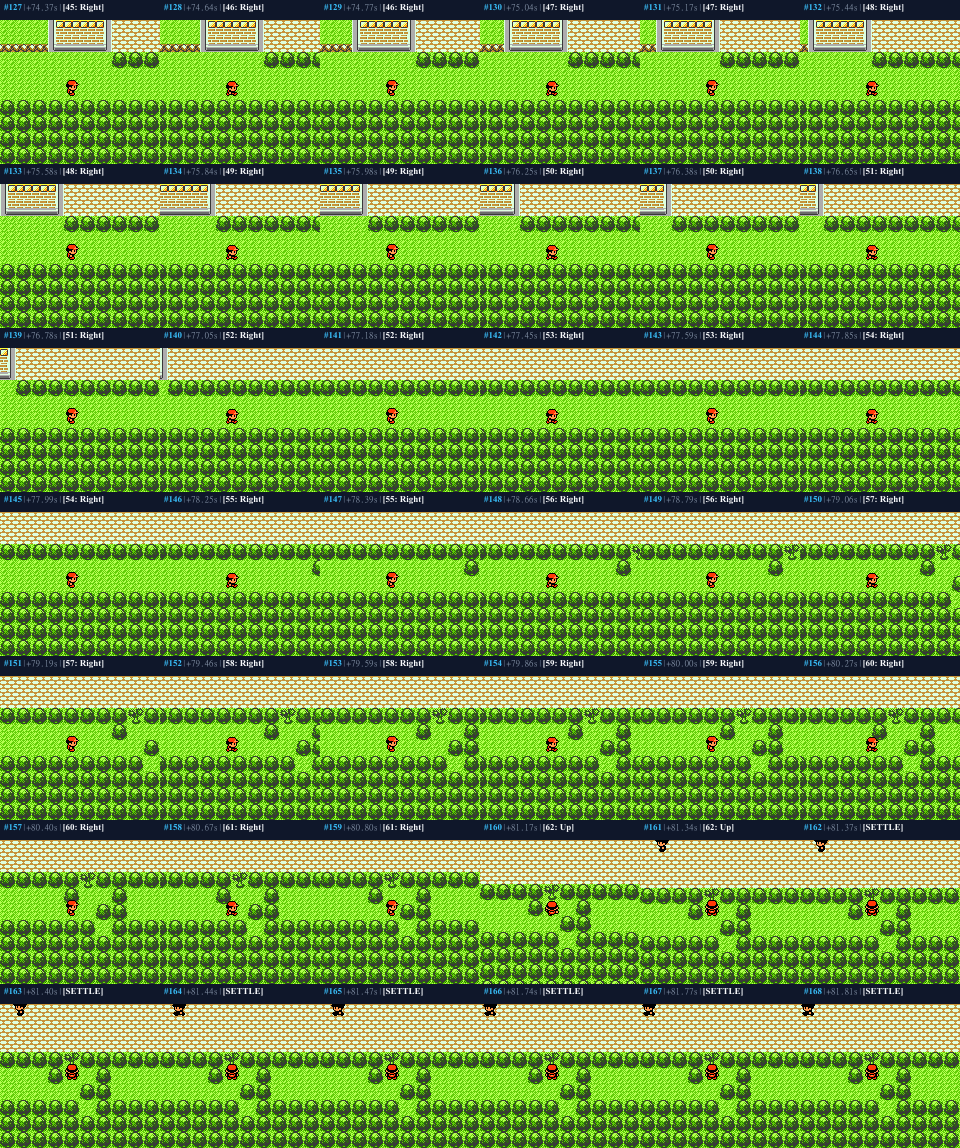 #127 | +74.37s | [45: Right] #128 | +74.64s | [46: Right] #129 | +74.77s | [46: Right] #130 | +75.04s | [47: Right] #131 | +75.17s | [47: Right] #132 | +75.44s | [48: Right]
#133 | +75.58s | [48: Right] #134 | +75.84s | [49: Right] #135 | +75.98s | [49: Right] #136 | +76.25s | [50: Right] #137 | +76.38s | [50: Right] #138 | +76.65s | [51: Right]
#139 | +76.78s | [51: Right] #140 | +77.05s | [52: Right] #141 | +77.18s | [52: Right] #142 | +77.45s | [53: Right] #143 | +77.59s | [53: Right] #144 | +77.85s | [54: Right]
#145 | +77.99s | [54: Right] #146 | +78.25s | [55: Right] #147 | +78.39s | [55: Right] #148 | +78.66s | [56: Right] #149 | +78.79s | [56: Right] #150 | +79.06s | [57: Right]
#151 | +79.19s | [57: Right] #152 | +79.46s | [58: Right] #153 | +79.59s | [58: Right] #154 | +79.86s | [59: Right] #155 | +80.00s | [59: Right] #156 | +80.27s | [60: Right]
#157 | +80.40s | [60: Right] #158 | +80.67s | [61: Right] #159 | +80.80s | [61: Right] #160 | +81.17s | [62: Up] #161 | +81.34s | [62: Up] #162 | +81.37s | [SETTLE]
#163 | +81.40s | [SETTLE] #164 | +81.44s | [SETTLE] #165 | +81.47s | [SETTLE] #166 | +81.74s | [SETTLE] #167 | +81.77s | [SETTLE] #168 | +81.81s | [SETTLE]